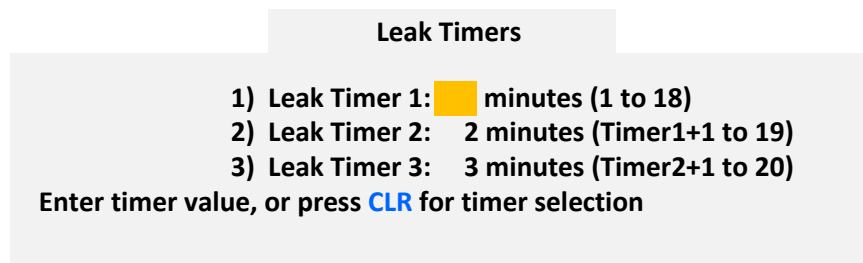 Leak Timers
1) Leak Timer 1: minutes (1 to 18)
2) Leak Timer 2: 2 minutes (Timer1+1 to 19)
3) Leak Timer 3: 3 minutes (Timer2+1 to 20)
Enter timer value, or press CLR for timer selection